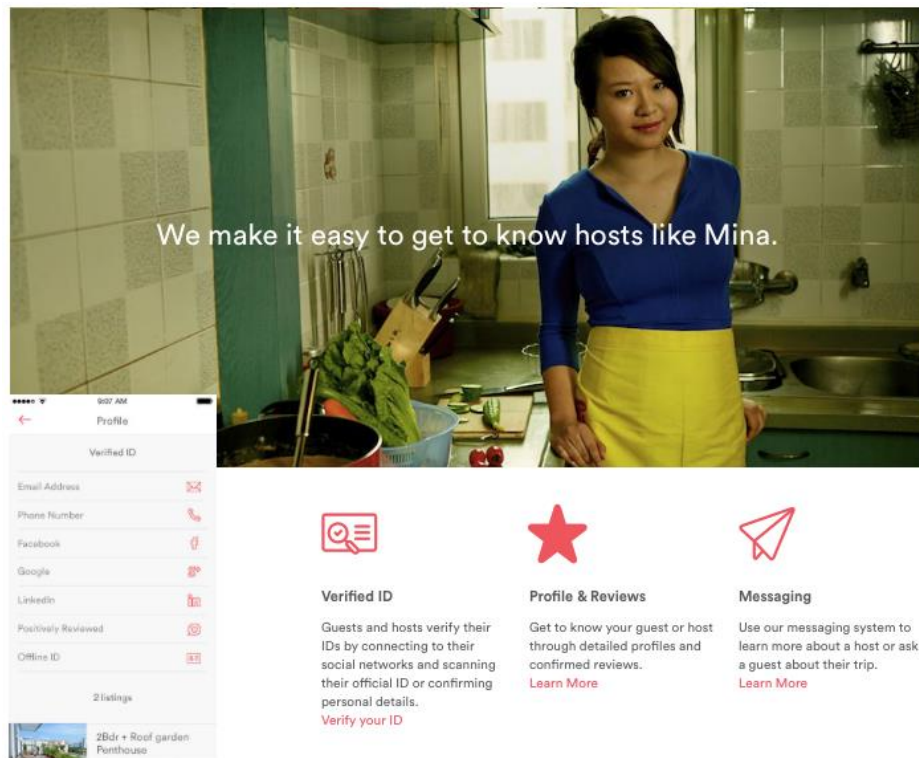 We make it easy to get to know hosts like Mina.
9:07 AM
Profile
Verified ID
Email Address
Phone Number
Facebook
Google
LinkedIn
Positively Reviewed
Offline ID
2 listings
2Bdr + Roof garden
Penthouse
Verified ID
Guests and hosts verify their
IDs by connecting to their
social networks and scanning
their official ID or confirming
personal details.
Verify your ID
Profile & Reviews
Get to know your guest or host
through detailed profiles and
confirmed reviews.
Learn More
Messaging
Use our messaging system to
learn more about a host or ask
a guest about their trip.
Learn More